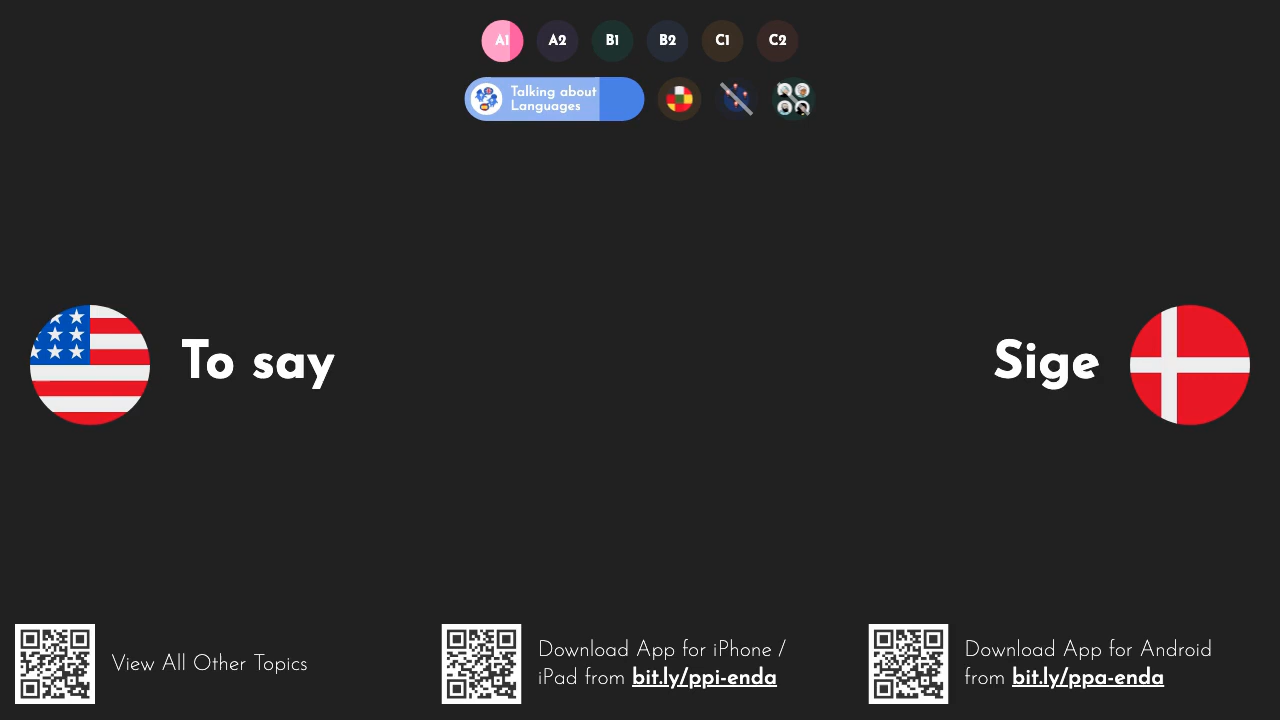 A1 A2 B1 B2 C1 C2
Talking about
Languages
To say
Sige
View All Other Topics
Download App for iPhone /
iPad from bit.ly/ppi-enda
Download App for Android
from bit.ly/ppa-enda